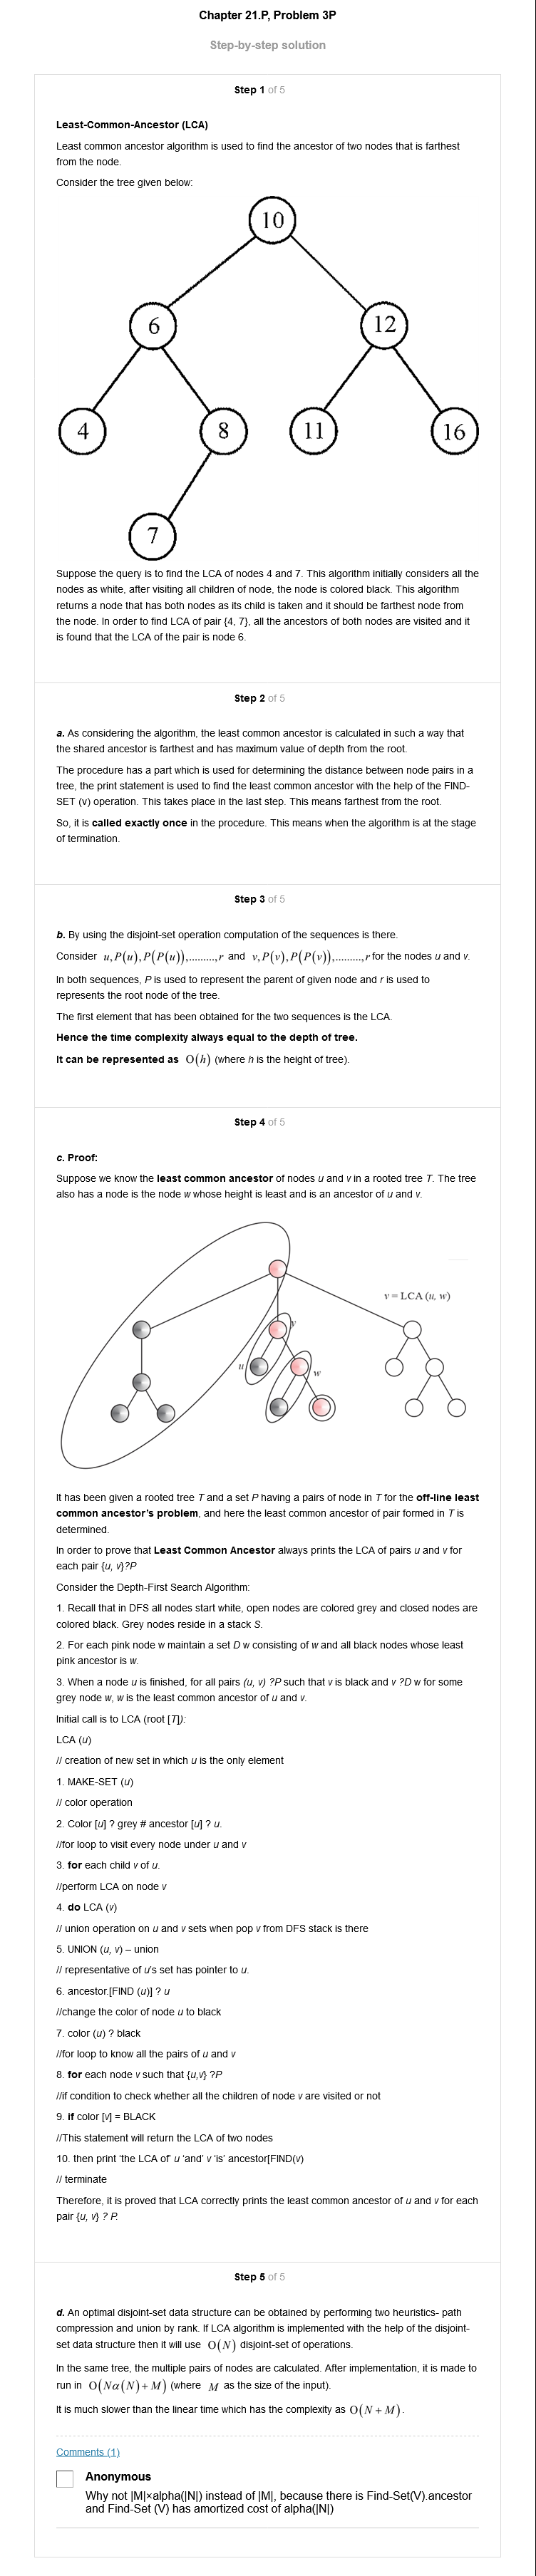 Chapter 21.P, Problem 3P
Step-by-step solution
Step 1 of 5
Least-Common-Ancestor (LCA)
Least common ancestor algorithm is used to find the ancestor of two nodes that is farthest
from the node.
Consider the tree given below:
10
6
12
4
8
11
16
7
Suppose the query is to find the LCA of nodes 4 and 7. This algorithm initially considers all the
nodes as white, after visiting all children of node, the node is colored black. This algorithm
returns a node that has both nodes as its child is taken and it should be farthest node from
the node. In order to find LCA of pair {4, 7}, all the ancestors of both nodes are visited and it
is found that the LCA of the pair is node 6.
Step 2 of 5
a. As considering the algorithm, the least common ancestor is calculated in such a way that
the shared ancestor is farthest and has maximum value of depth from the root.
The procedure has a part which is used for determining the distance between node pairs in a
tree, the print statement is used to find the least common ancestor with the help of the FIND-
SET (v) operation. This takes place in the last step. This means farthest from the root.
So, it is called exactly once in the procedure. This means when the algorithm is at the stage
of termination.
Step 3 of 5
b. By using the disjoint-set operation computation of the sequences is there.
Consider u,P(u),P(P(u)),.........,r and v,P(v),P(P(v)),.........,r for the nodes u and v.
In both sequences, P is used to represent the parent of given node and r is used to
represents the root node of the tree.
The first element that has been obtained for the two sequences is the LCA.
Hence the time complexity always equal to the depth of tree.
It can be represented as O(h) (where h is the height of tree).
Step 4 of 5
c. Proof:
Suppose we know the least common ancestor of nodes u and v in a rooted tree T. The tree
also has a node is the node w whose height is least and is an ancestor of u and v.
v = LCA (u, w)
v
u
w
It has been given a rooted tree T and a set P having a pairs of node in T for the off-line least
common ancestor's problem, and here the least common ancestor of pair formed in T is
determined.
In order to prove that Least Common Ancestor always prints the LCA of pairs u and v for
each pair {u, v}?P
Consider the Depth-First Search Algorithm:
1. Recall that in DFS all nodes start white, open nodes are colored grey and closed nodes are
colored black. Grey nodes reside in a stack S.
2. For each pink node w maintain a set D w consisting of w and all black nodes whose least
pink ancestor is w.
3. When a node u is finished, for all pairs (u, v) ?P such that v is black and v ?D w for some
grey node w, w is the least common ancestor of u and v.
Initial call is to LCA (root [T]):
LCA (u)
// creation of new set in which u is the only element
1. MAKE-SET (u)
// color operation
2. Color [u] ? grey # ancestor [u] ? u.
//for loop to visit every node under u and v
3. for each child v of u.
//perform LCA on node v
4. do LCA (v)
// union operation on u and v sets when pop v from DFS stack is there
5. UNION (u, v) – union
// representative of u's set has pointer to u.
6. ancestor.[FIND (u)] ? u
//change the color of node u to black
7. color (u) ? black
//for loop to know all the pairs of u and v
8. for each node v such that {u,v} ?P
//if condition to check whether all the children of node v are visited or not
9. if color [v] = BLACK
//This statement will return the LCA of two nodes
10. then print 'the LCA of' u 'and' v 'is' ancestor[FIND(v)
// terminate
Therefore, it is proved that LCA correctly prints the least common ancestor of u and v for each
pair {u, v} ? P.
Step 5 of 5
d. An optimal disjoint-set data structure can be obtained by performing two heuristics- path
compression and union by rank. If LCA algorithm is implemented with the help of the disjoint-
set data structure then it will use O(N) disjoint-set of operations.
In the same tree, the multiple pairs of nodes are calculated. After implementation, it is made to
run in O(Nα(N)+M) (where M as the size of the input).
It is much slower than the linear time which has the complexity as O(N+M).
Comments (1)
Anonymous
Why not |M|×alpha(|N|) instead of |M|, because there is Find-Set(V).ancestor
and Find-Set (V) has amortized cost of alpha(|N|)